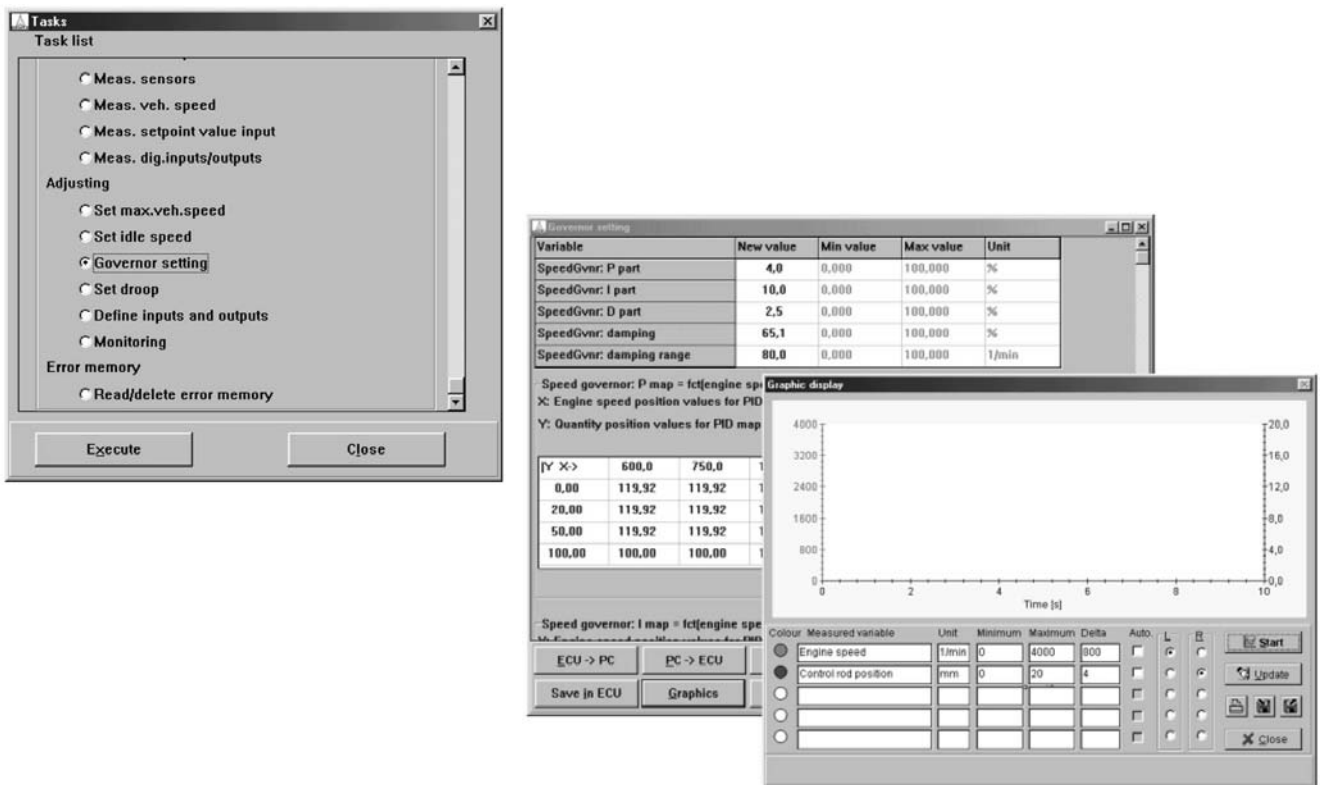 Tasks
Task list
Meas. sensors
Meas. veh. speed
Meas. setpoint value input
Meas. dig.inputs/outputs
Adjusting
Set max.veh.speed
Set idle speed
Governor setting
Set droop
Define inputs and outputs
Monitoring
Error memory
Read/delete error memory
Execute Close
Governor setting
Variable New value Min value Max value Unit
SpeedGvnr: P part 4,0 0,000 100,000 %
SpeedGvnr: I part 10,0 0,000 100,000 %
SpeedGvnr: D part 2,5 0,000 100,000 %
SpeedGvnr: damping 65,1 0,000 100,000 %
SpeedGvnr: damping range 80,0 0,000 100,000 1/min
Speed governor: P map = fct(engine
X: Engine speed position values for PID
Y: Quantity position values for PID map
|Y X-> 600,0 750,0
0,00 119,92 119,92
20,00 119,92 119,92
50,00 119,92 119,92
100,00 100,00 100,00
Speed governor: I map = fct(engine
ECU -> PC PC -> ECU
Save in ECU Graphics
Graphic display
4000 20,0
3200 16,0
2400 12,0
1600 8,0
800 4,0
0 0,0
0 2 4 6 8 10
Time [s]
Colour Measured variable Unit Minimum Maximum Delta Auto. L R
Engine speed 1/min 0 4000 800
Control rod position mm 0 20 4
Start
Update
Close